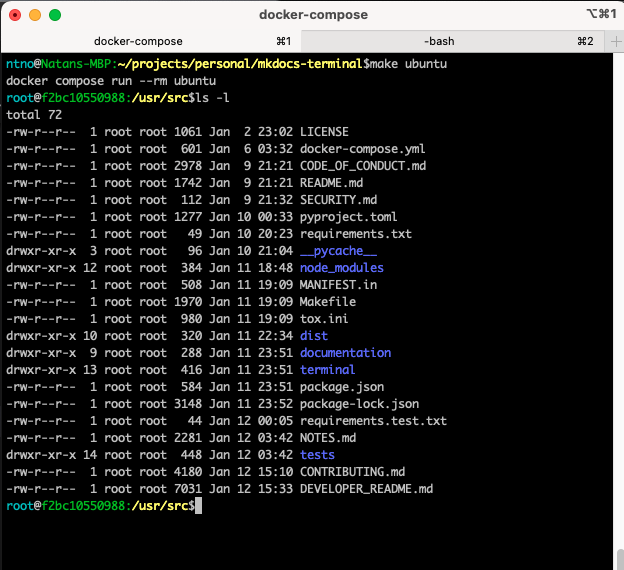 docker-compose
⌥⌘1
docker-compose ⌘1
-bash ⌘2
ntno@Natans-MBP:~/projects/personal/mkdocs-terminal$make ubuntu
docker compose run --rm ubuntu
root@f2bc10550988:/usr/src$ls -l
total 72
-rw-r--r--  1 root root 1061 Jan  2 23:02 LICENSE
-rw-r--r--  1 root root  601 Jan  6 03:32 docker-compose.yml
-rw-r--r--  1 root root 2978 Jan  9 21:21 CODE_OF_CONDUCT.md
-rw-r--r--  1 root root 1742 Jan  9 21:21 README.md
-rw-r--r--  1 root root  112 Jan  9 21:32 SECURITY.md
-rw-r--r--  1 root root 1277 Jan 10 00:33 pyproject.toml
-rw-r--r--  1 root root   49 Jan 10 20:23 requirements.txt
drwxr-xr-x  3 root root   96 Jan 10 21:04 __pycache__
drwxr-xr-x 12 root root  384 Jan 11 18:48 node_modules
-rw-r--r--  1 root root  508 Jan 11 19:09 MANIFEST.in
-rw-r--r--  1 root root 1970 Jan 11 19:09 Makefile
-rw-r--r--  1 root root  980 Jan 11 19:09 tox.ini
drwxr-xr-x 10 root root  320 Jan 11 22:34 dist
drwxr-xr-x  9 root root  288 Jan 11 23:51 documentation
drwxr-xr-x 13 root root  416 Jan 11 23:51 terminal
-rw-r--r--  1 root root  584 Jan 11 23:51 package.json
-rw-r--r--  1 root root 3148 Jan 11 23:52 package-lock.json
-rw-r--r--  1 root root   44 Jan 12 00:05 requirements.test.txt
-rw-r--r--  1 root root 2281 Jan 12 03:42 NOTES.md
drwxr-xr-x 14 root root  448 Jan 12 03:42 tests
-rw-r--r--  1 root root 4180 Jan 12 15:10 CONTRIBUTING.md
-rw-r--r--  1 root root 7031 Jan 12 15:33 DEVELOPER_README.md
root@f2bc10550988:/usr/src$